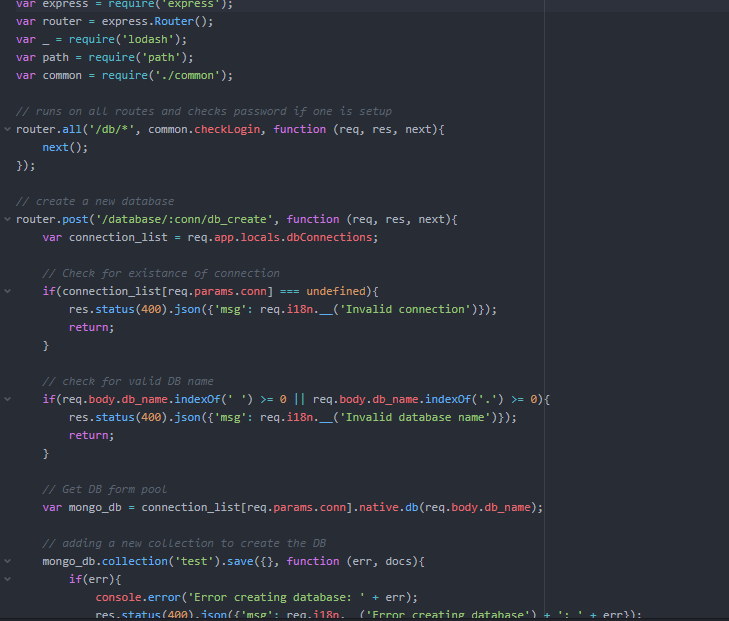 var express = require('express');
var router = express.Router();
var _ = require('lodash');
var path = require('path');
var common = require('./common');

// runs on all routes and checks password if one is setup
router.all('/db/*', common.checkLogin, function (req, res, next){
    next();
});

// create a new database
router.post('/database/:conn/db_create', function (req, res, next){
    var connection_list = req.app.locals.dbConnections;

    // Check for existance of connection
    if(connection_list[req.params.conn] === undefined){
        res.status(400).json({'msg': req.i18n.__('Invalid connection')});
        return;
    }

    // check for valid DB name
    if(req.body.db_name.indexOf(' ') >= 0 || req.body.db_name.indexOf('.') >= 0){
        res.status(400).json({'msg': req.i18n.__('Invalid database name')});
        return;
    }

    // Get DB form pool
    var mongo_db = connection_list[req.params.conn].native.db(req.body.db_name);

    // adding a new collection to create the DB
    mongo_db.collection('test').save({}, function (err, docs){
        if(err){
            console.error('Error creating database: ' + err);
            res.status(400).json({'msg': req.i18n.__('Error creating database') + ': ' + err});